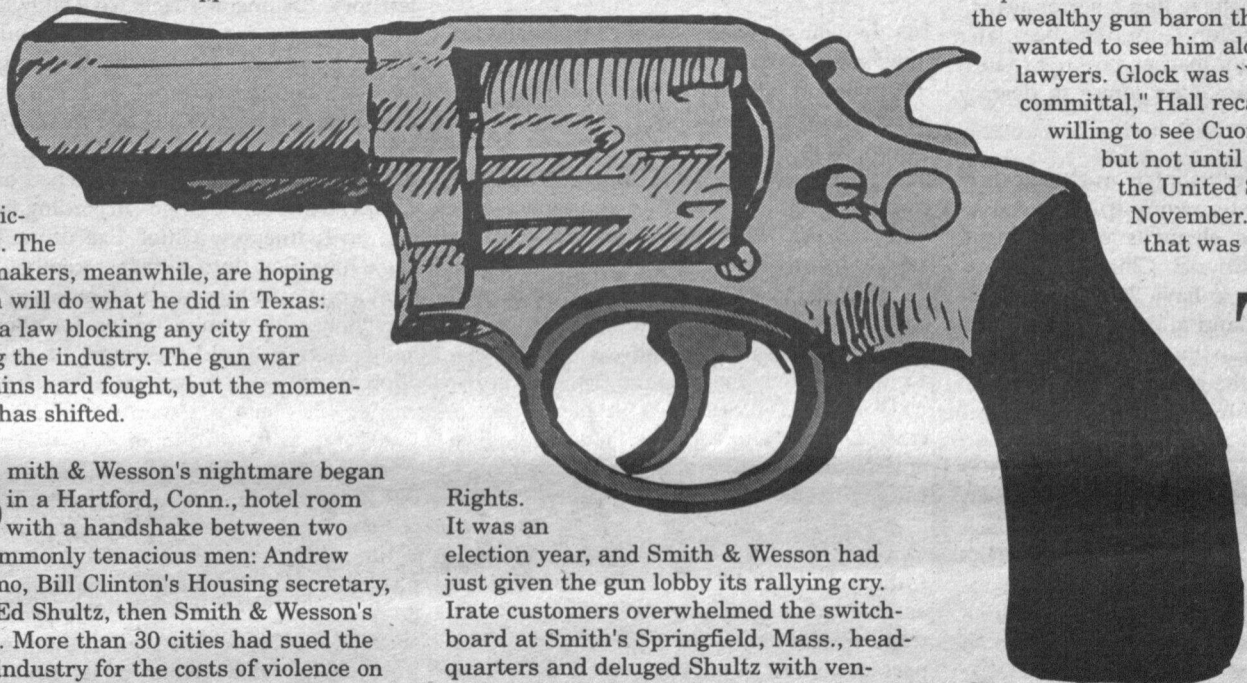 ic-
. The
makers, meanwhile, are hoping
will do what he did in Texas:
a law blocking any city from
g the industry. The gun war
ins hard fought, but the momen-
has shifted.
mith & Wesson's nightmare began
in a Hartford, Conn., hotel room
with a handshake between two
mmonly tenacious men: Andrew
mo, Bill Clinton's Housing secretary,
Ed Shultz, then Smith & Wesson's
. More than 30 cities had sued the
industry for the costs of violence on
Rights.
It was an
election year, and Smith & Wesson had
just given the gun lobby its rallying cry.
Irate customers overwhelmed the switch-
board at Smith's Springfield, Mass., head-
quarters and deluged Shultz with ven-
the wealthy gun baron th
wanted to see him alo
lawyers. Glock was "
committal," Hall reca
willing to see Cuo
but not until
the United S
November.
that was